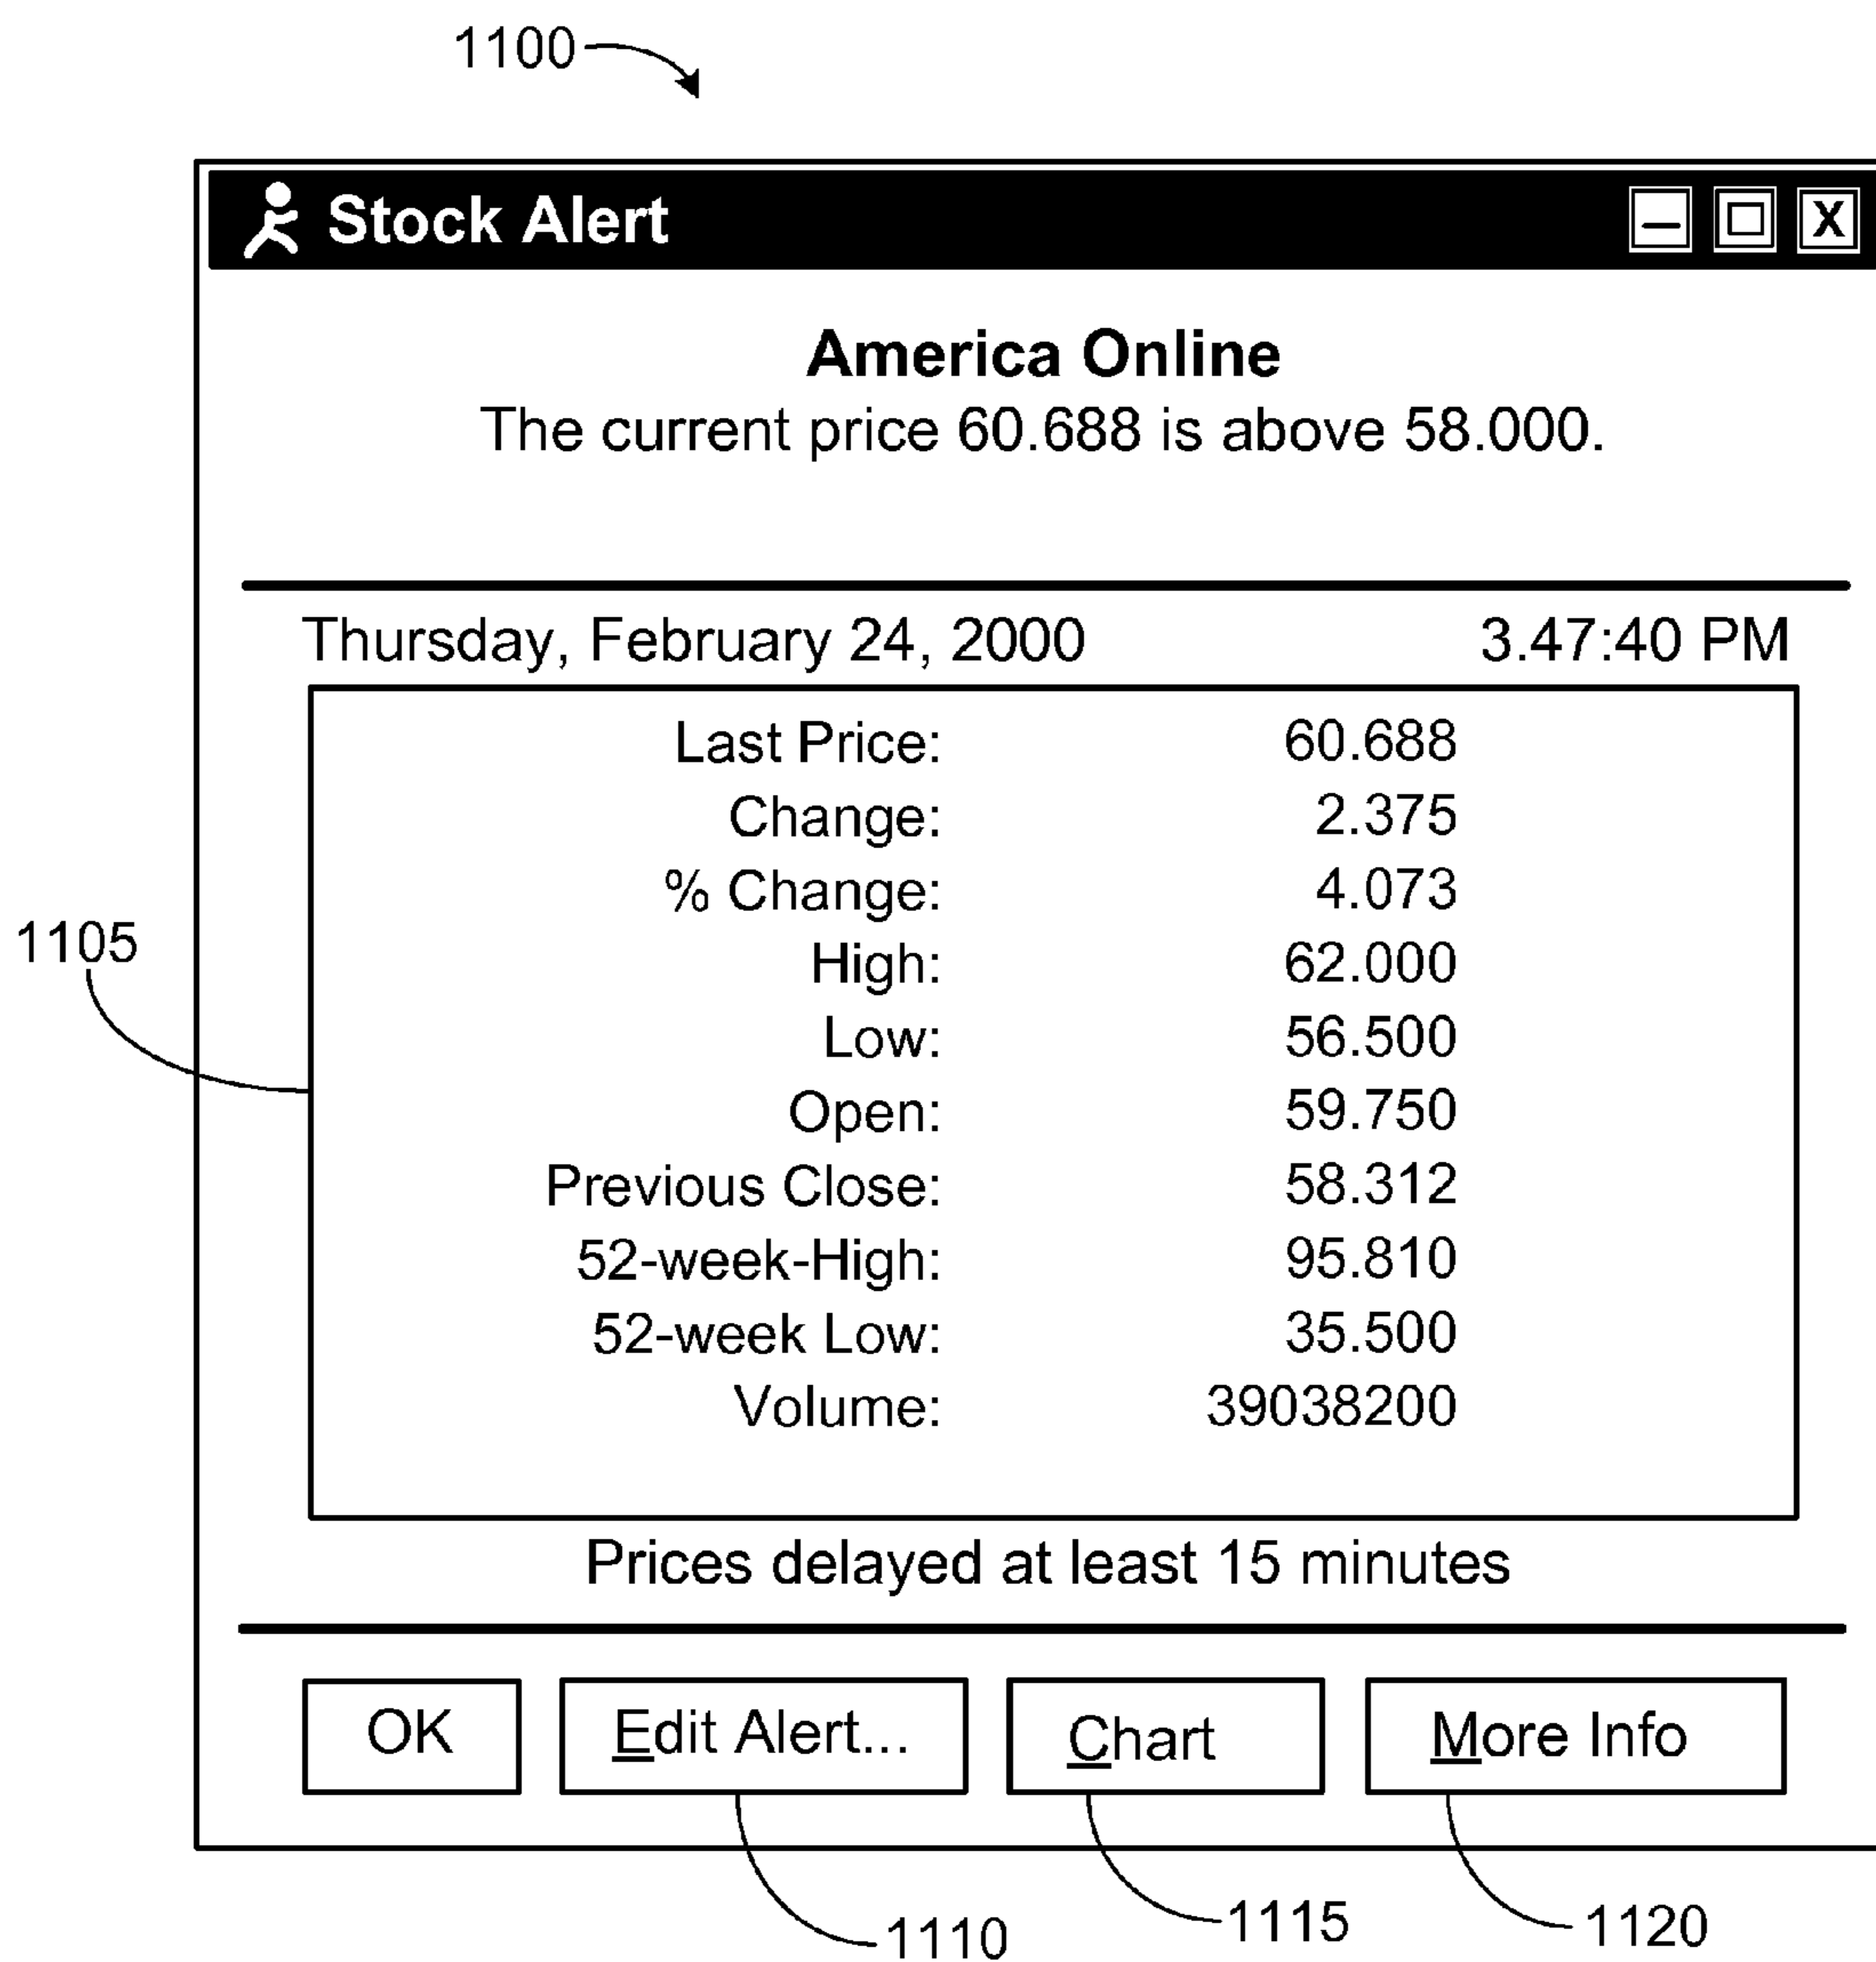 1100
Stock Alert
X
America Online
The current price 60.688 is above 58.000.
Thursday, February 24, 2000 3.47:40 PM
Last Price: 60.688
Change: 2.375
% Change: 4.073
High: 62.000
1105
Low: 56.500
Open: 59.750
Previous Close: 58.312
52-week-High: 95.810
52-week Low: 35.500
Volume: 39038200
Prices delayed at least 15 minutes
OK Edit Alert... Chart More Info
1110 1115 1120